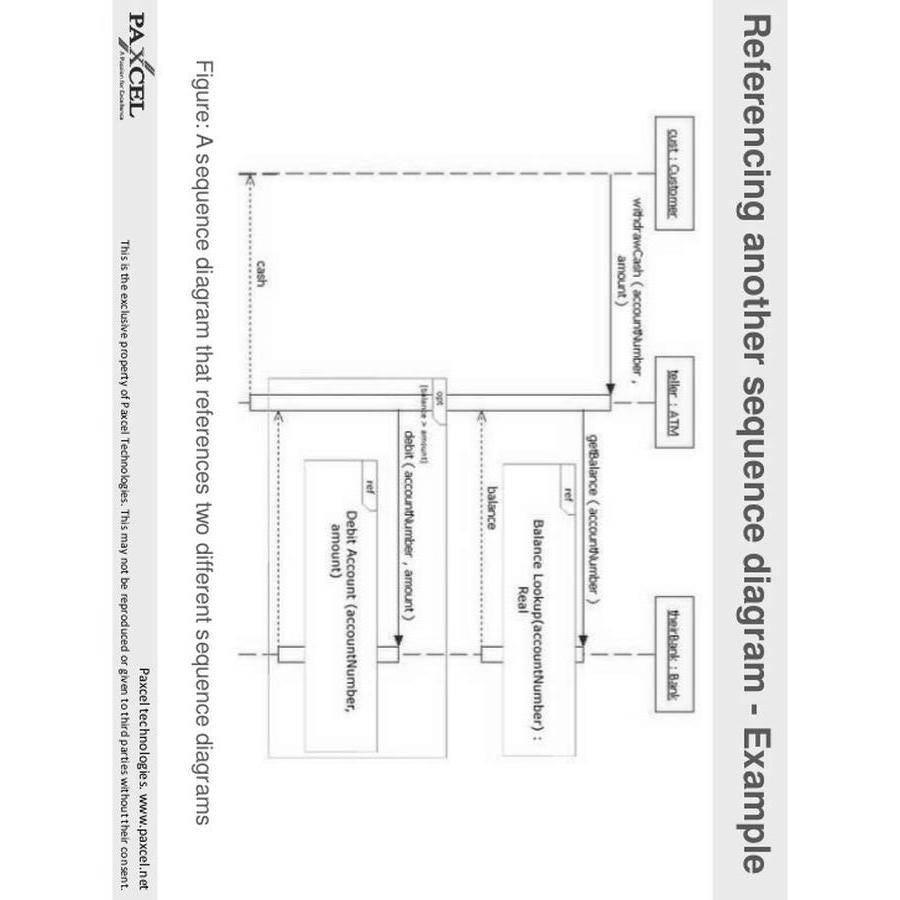 Referencing another sequence diagram - Example
cust : Customer
teller : ATM
theirBank : Bank
withdrawCash ( accountNumber ,
amount )
getBalance ( accountNumber )
ref
Balance Lookup(accountNumber) :
Real
balance
opt
[balance > amount]
debit ( accountNumber , amount )
ref
Debit Account (accountNumber,
amount)
cash
Figure: A sequence diagram that references two different sequence diagrams
PAXCEL
A Passion for Excellence
Paxcel technologies. www.paxcel.net
This is the exclusive property of Paxcel Technologies. This may not be reproduced or given to third parties without their consent.